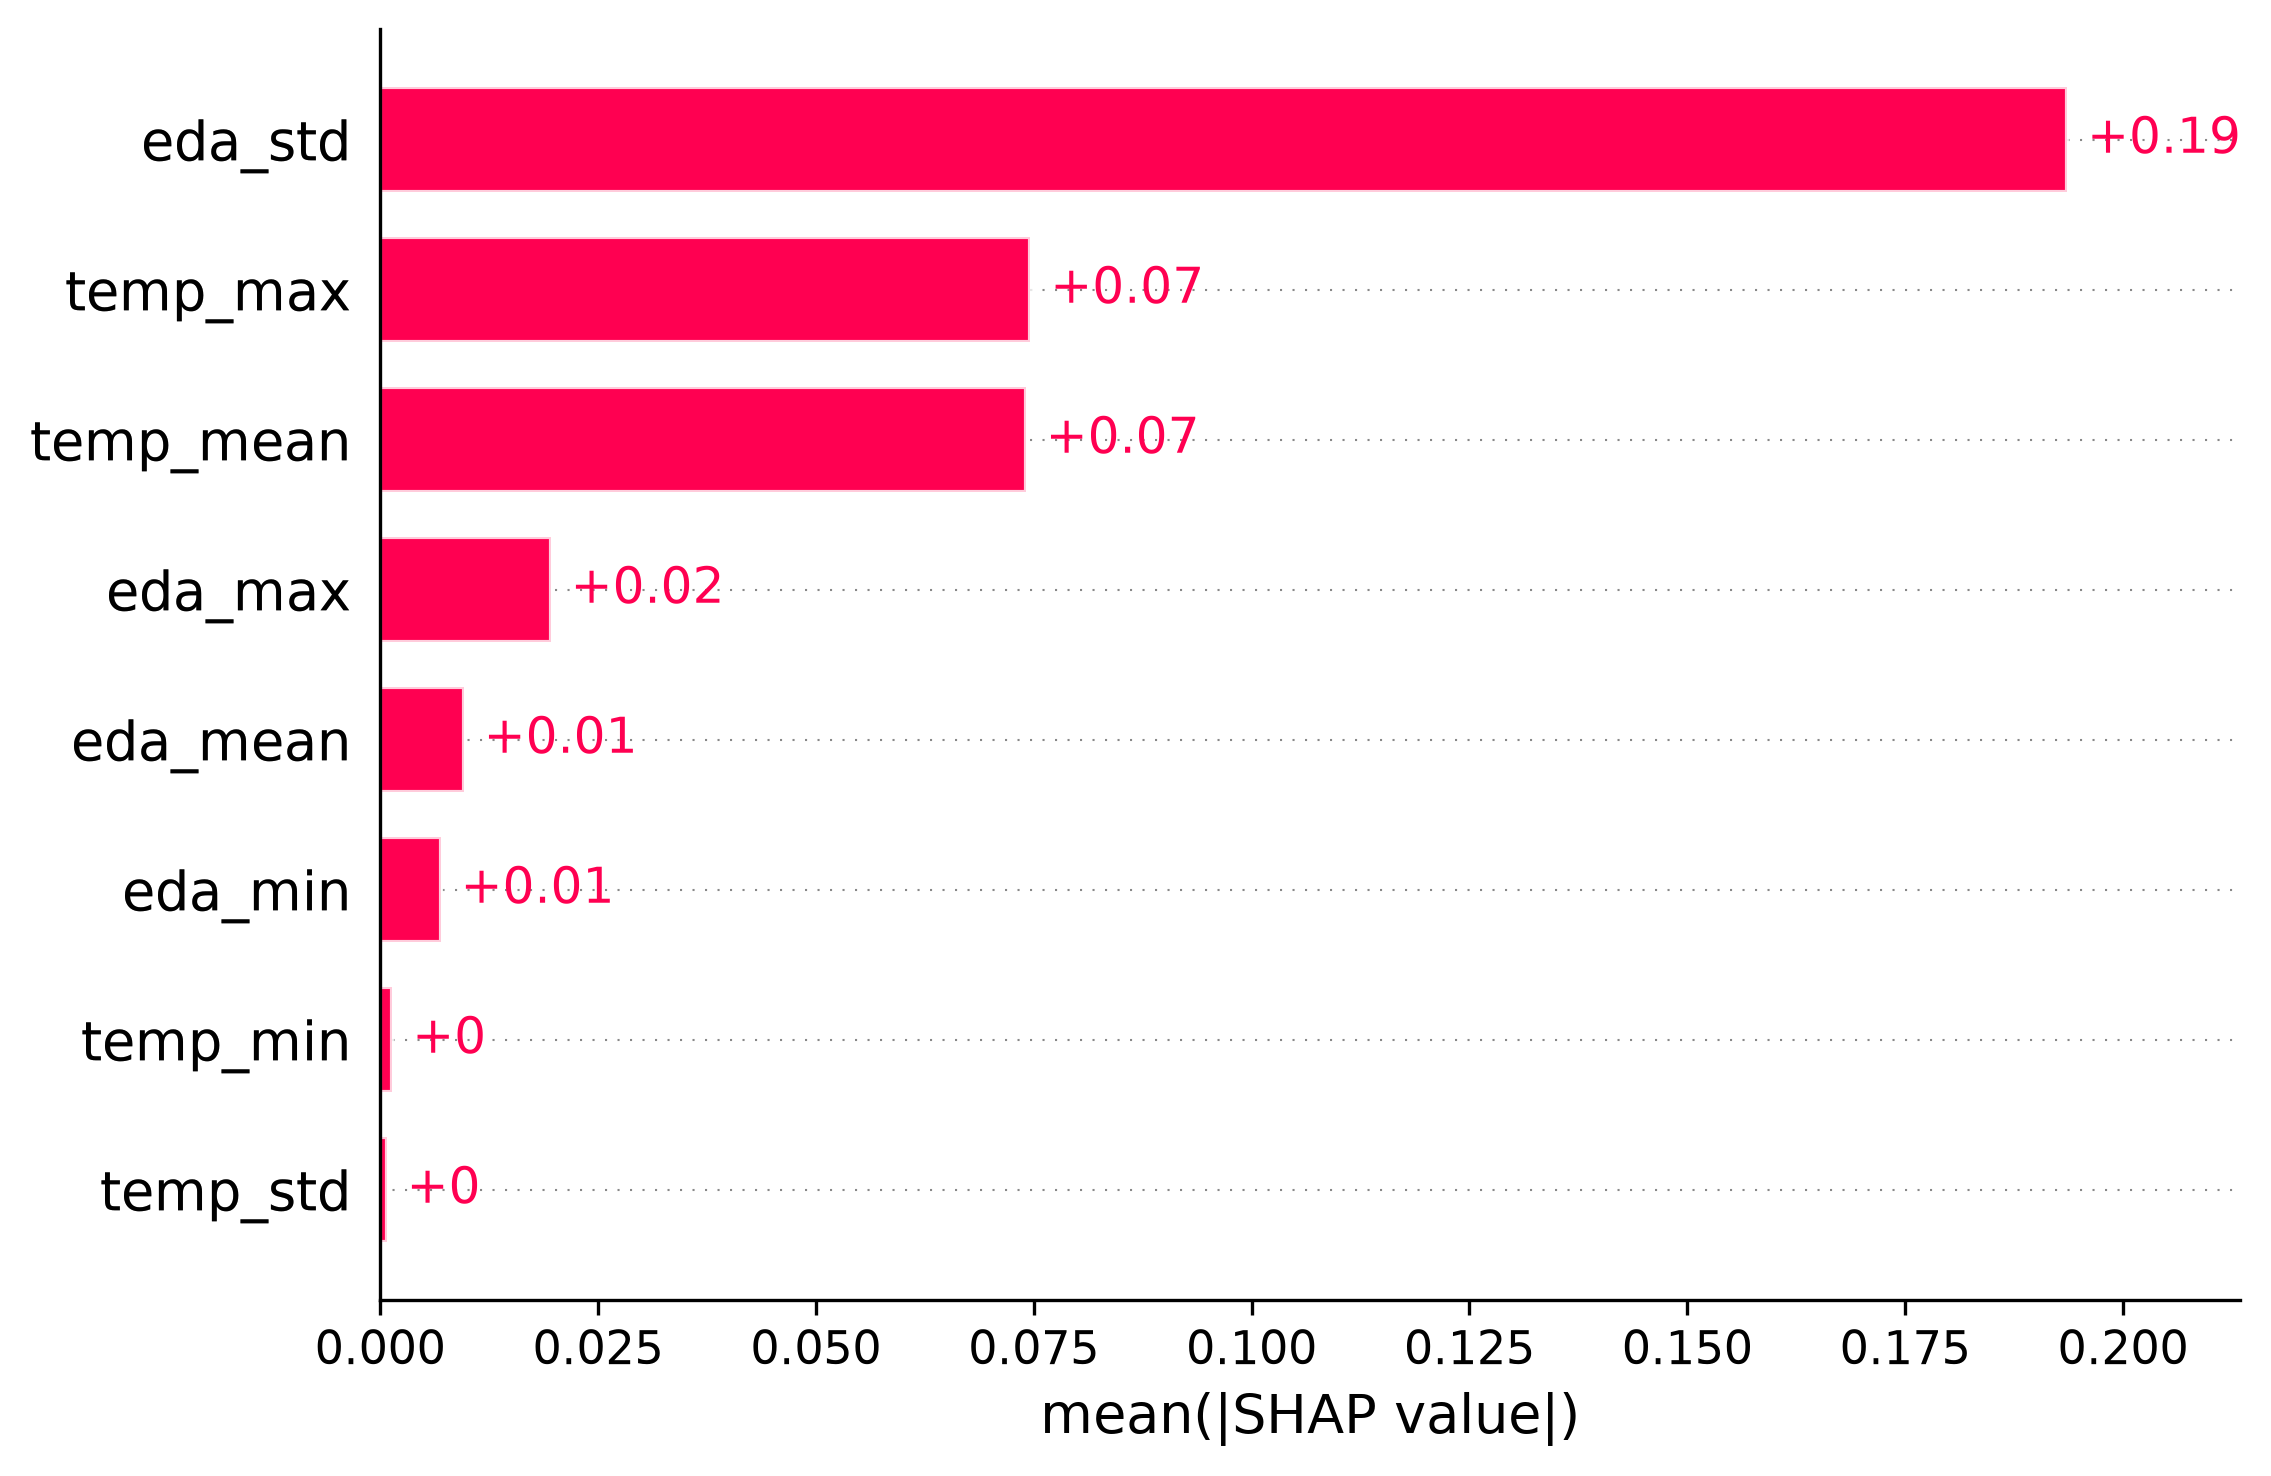 eda_std +0.19
temp_max +0.07
temp_mean +0.07
eda_max +0.02
eda_mean +0.01
eda_min +0.01
temp_min +0
temp_std +0
0.000 0.025 0.050 0.075 0.100 0.125 0.150 0.175 0.200
mean(|SHAP value|)